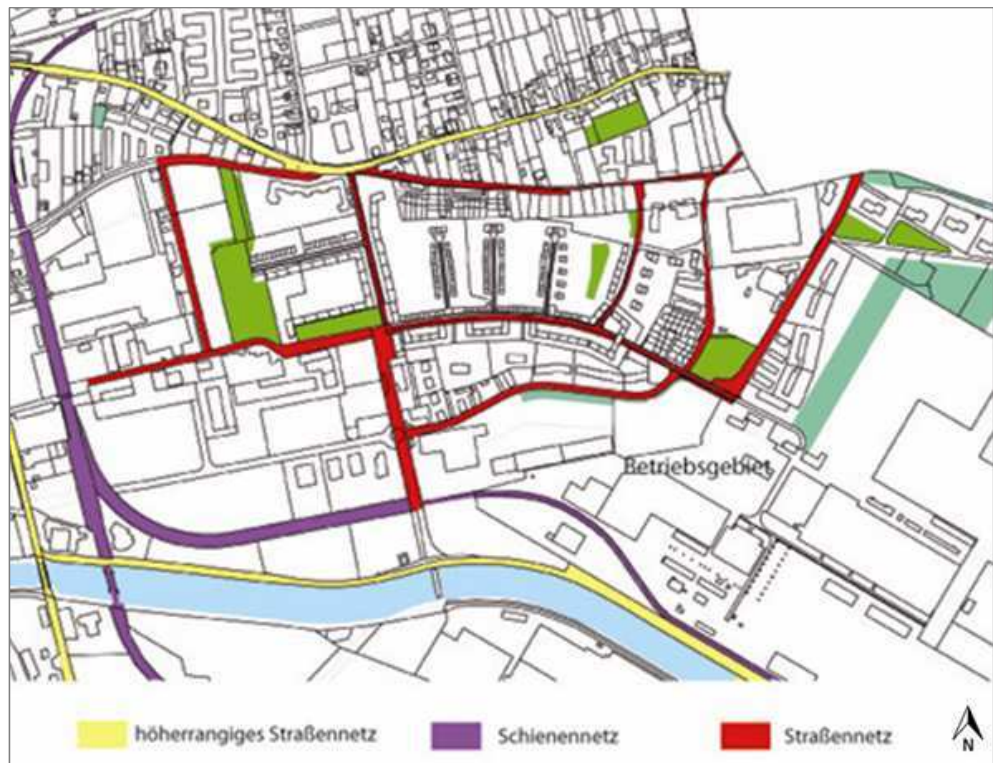 Betriebsgebiet
höherrangiges Straßennetz
Schienennetz
Straßennetz
N